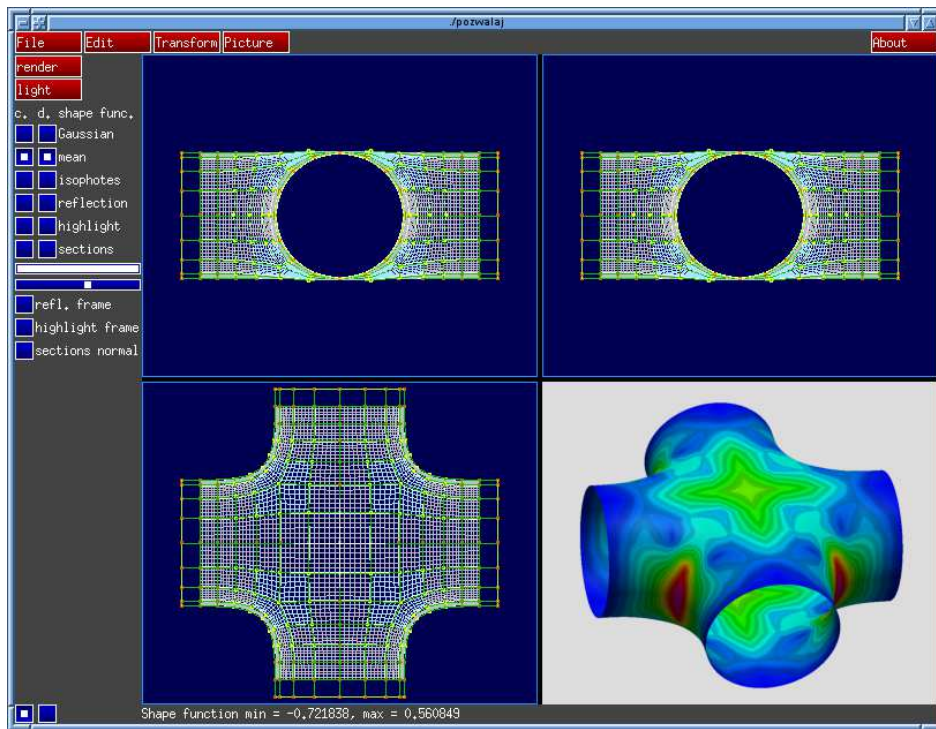 ./pozwalaj
File Edit Transform Picture About
render
light
c. d. shape func.
Gaussian
mean
isophotes
reflection
highlight
sections
refl. frame
highlight frame
sections normal
Shape function min = -0.721838, max = 0.560849